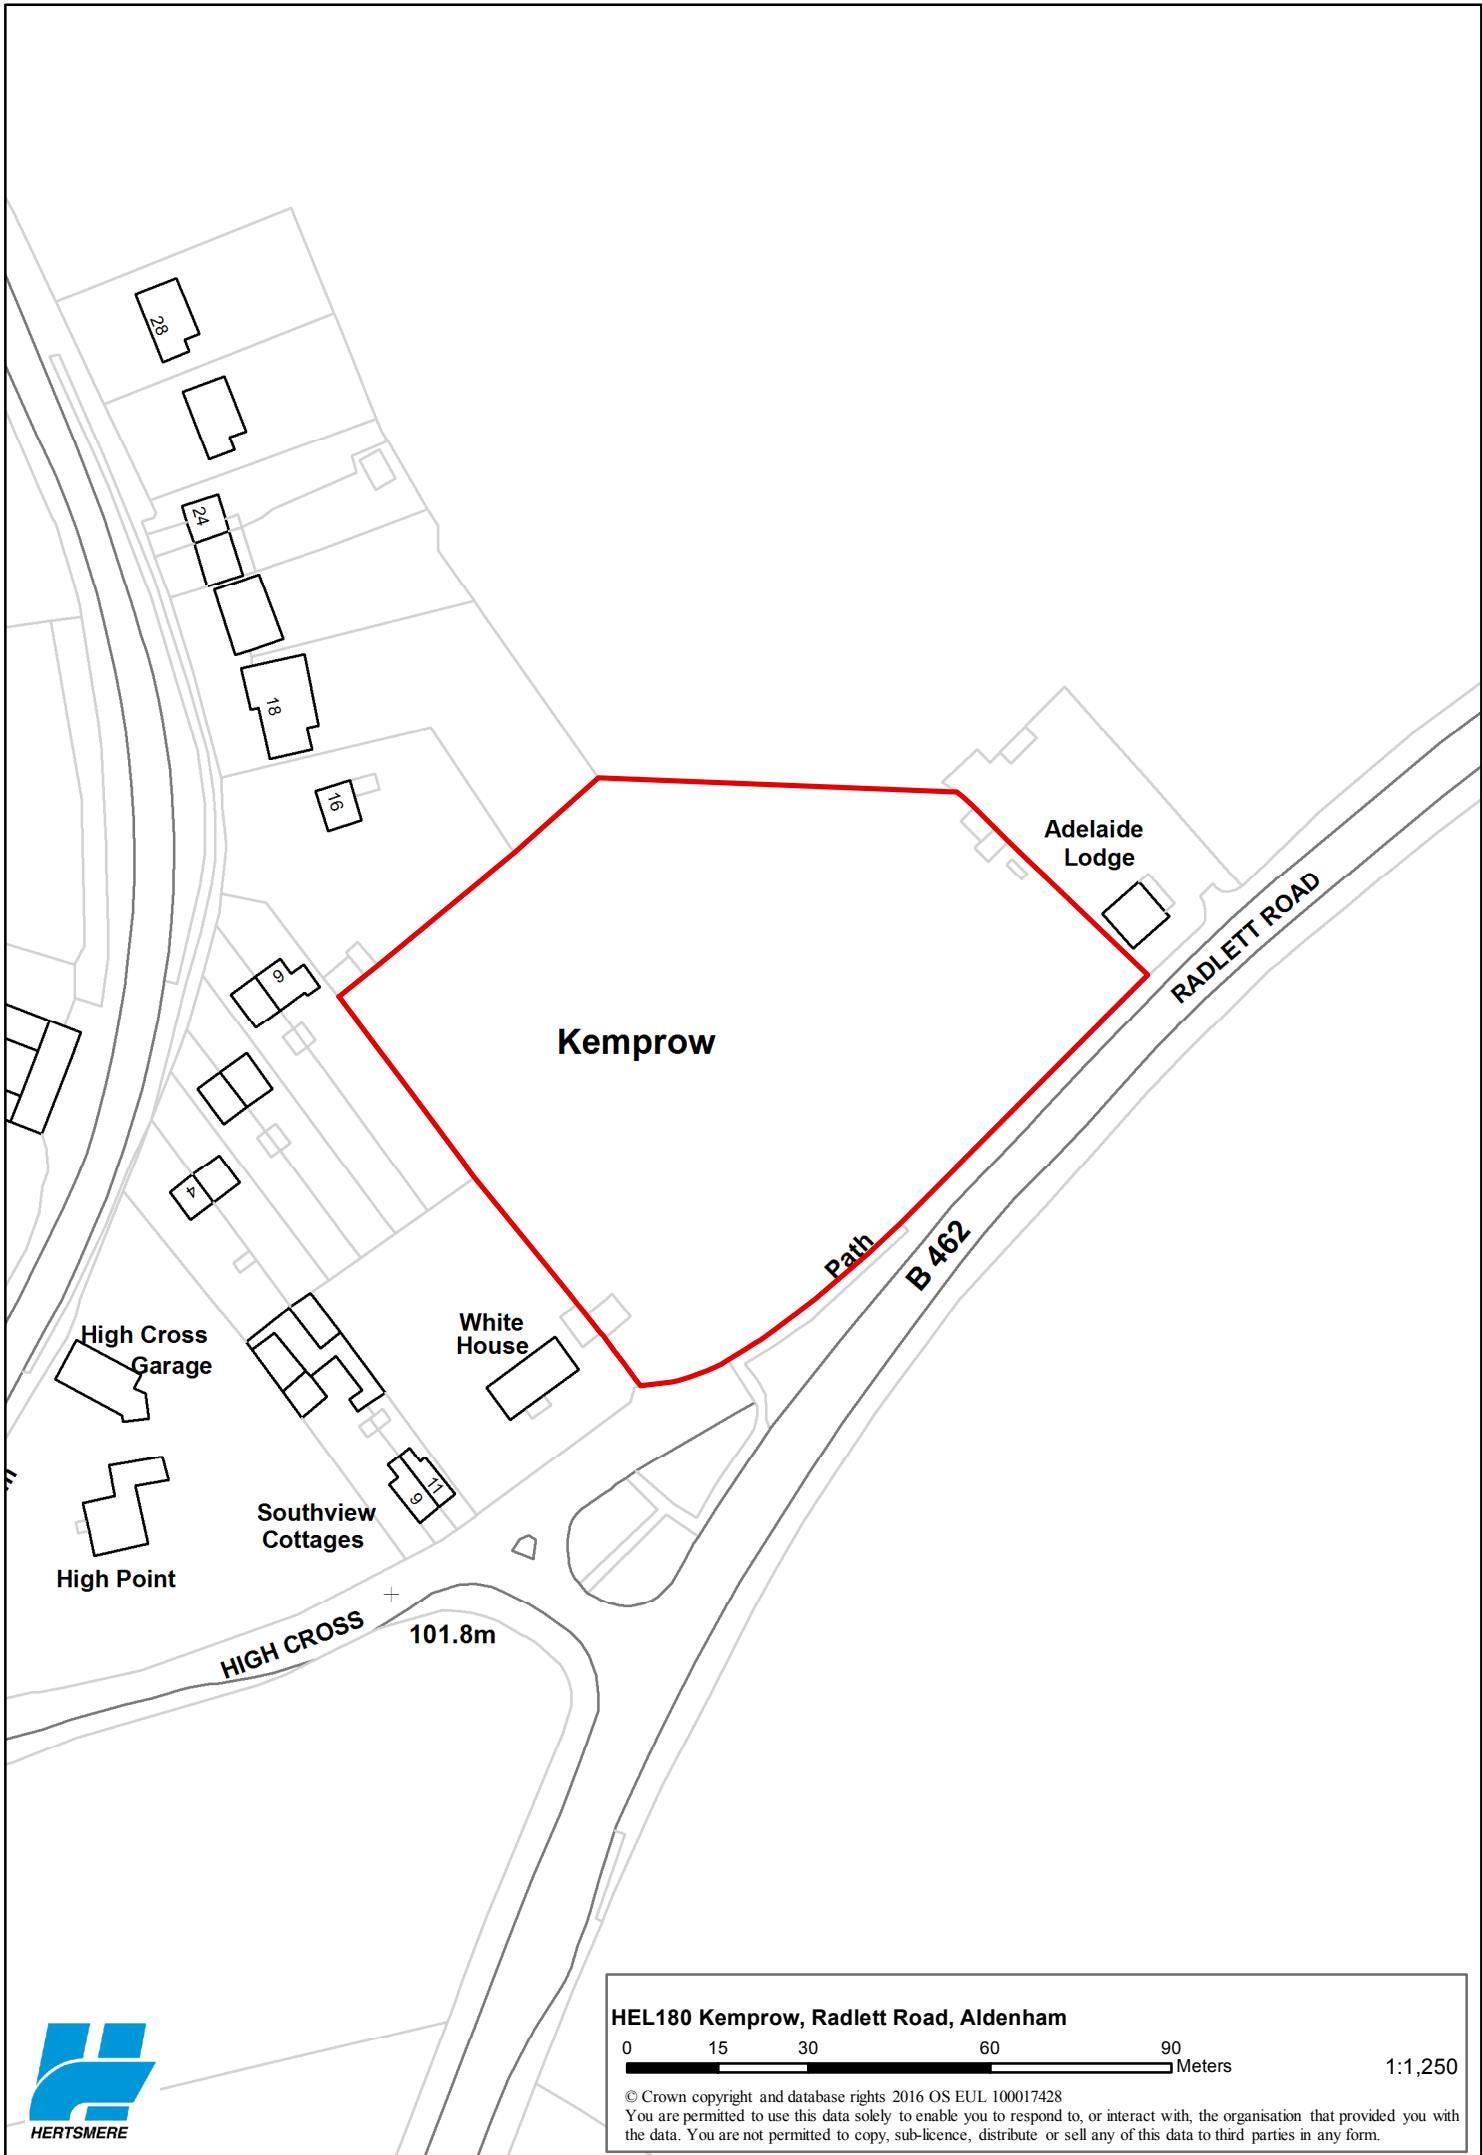 28
24
18
16
Adelaide
Lodge
RADLETT ROAD
9
Kemprow
4
Path
B 462
High Cross
Garage
White
House
11
9
Southview
Cottages
High Point
HIGH CROSS
101.8m
HEL180 Kemprow, Radlett Road, Aldenham
0 15 30 60 90
Meters
1:1,250
© Crown copyright and database rights 2016 OS EUL 100017428
You are permitted to use this data solely to enable you to respond to, or interact with, the organisation that provided you with
the data. You are not permitted to copy, sub-licence, distribute or sell any of this data to third parties in any form.
HERTSMERE